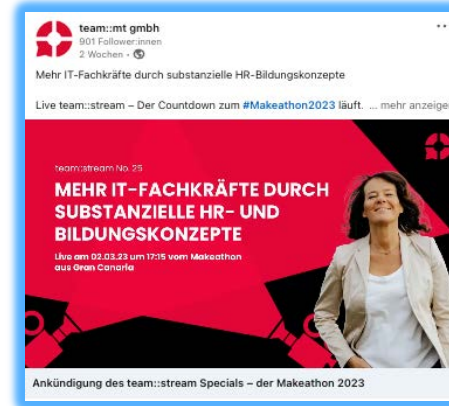 team::mt gmbh
901 Follower:innen
2 Wochen •
Mehr IT-Fachkräfte durch substanzielle HR-Bildungskonzepte
Live team::stream – Der Countdown zum #Makeathon2023 läuft. ... mehr anzeigen
team::stream No. 25
MEHR IT-FACHKRÄFTE DURCH
SUBSTANZIELLE HR- UND
BILDUNGSKONZEPTE
Live am 02.03.23 um 17:15 vom Makeathon
aus Gran Canaria
Ankündigung des team::stream Specials – der Makeathon 2023